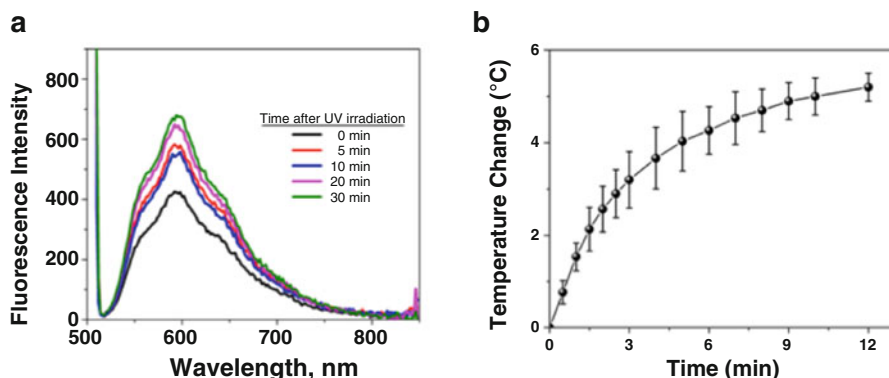 a
Fluorescence Intensity
800
600
400
200
0
500
600
700
800
Wavelength, nm
Time after UV irradiation
0 min
5 min
10 min
20 min
30 min
b
Temperature Change (°C)
6
4
2
0
0
3
6
9
12
Time (min)